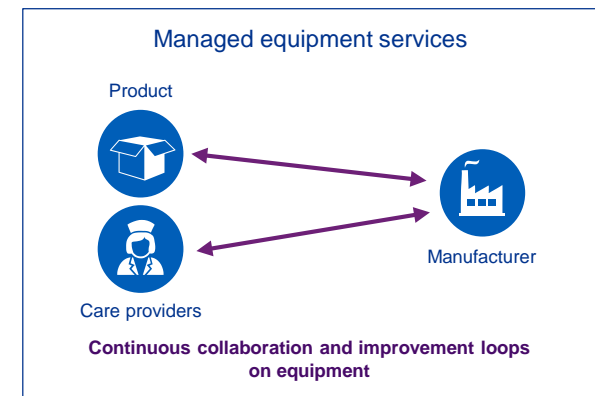 Managed equipment services
Product
Manufacturer
Care providers
Continuous collaboration and improvement loops
on equipment